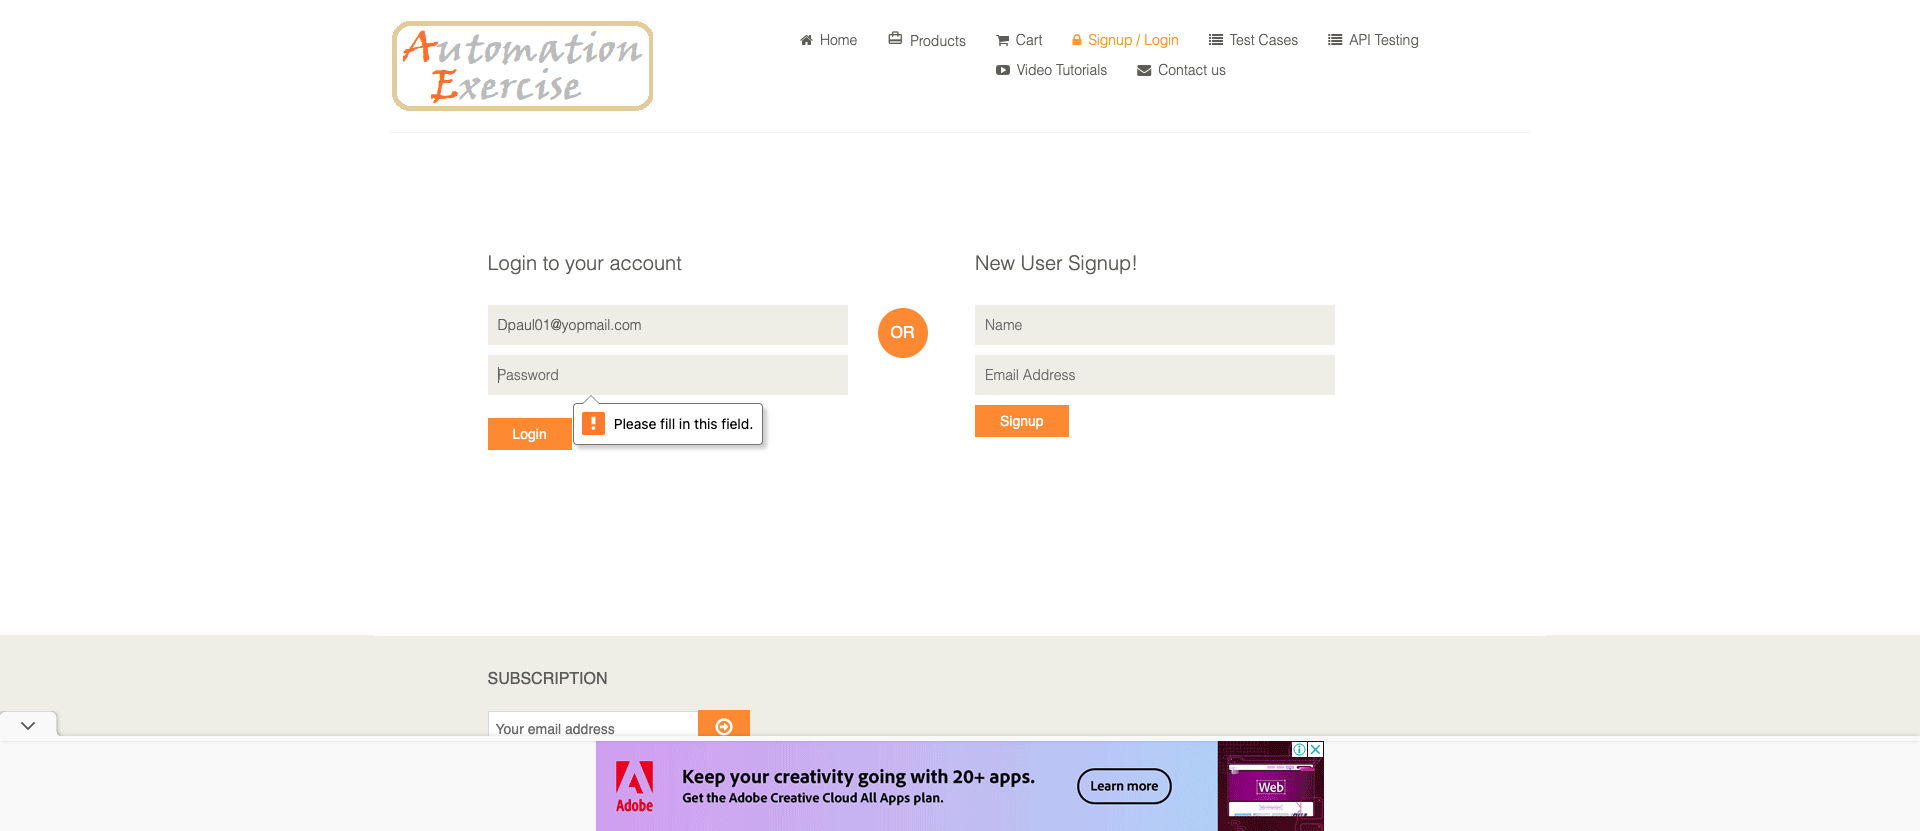 Automation
Exercise
Home
Products
Cart
Signup / Login
Test Cases
API Testing
Video Tutorials
Contact us
Login to your account
New User Signup!
Dpaul01@yopmail.com
OR
Name
Password
Email Address
Please fill in this field.
Login
Signup
SUBSCRIPTION
Your email address
Adobe
Keep your creativity going with 20+ apps.
Get the Adobe Creative Cloud All Apps plan.
Learn more
Web